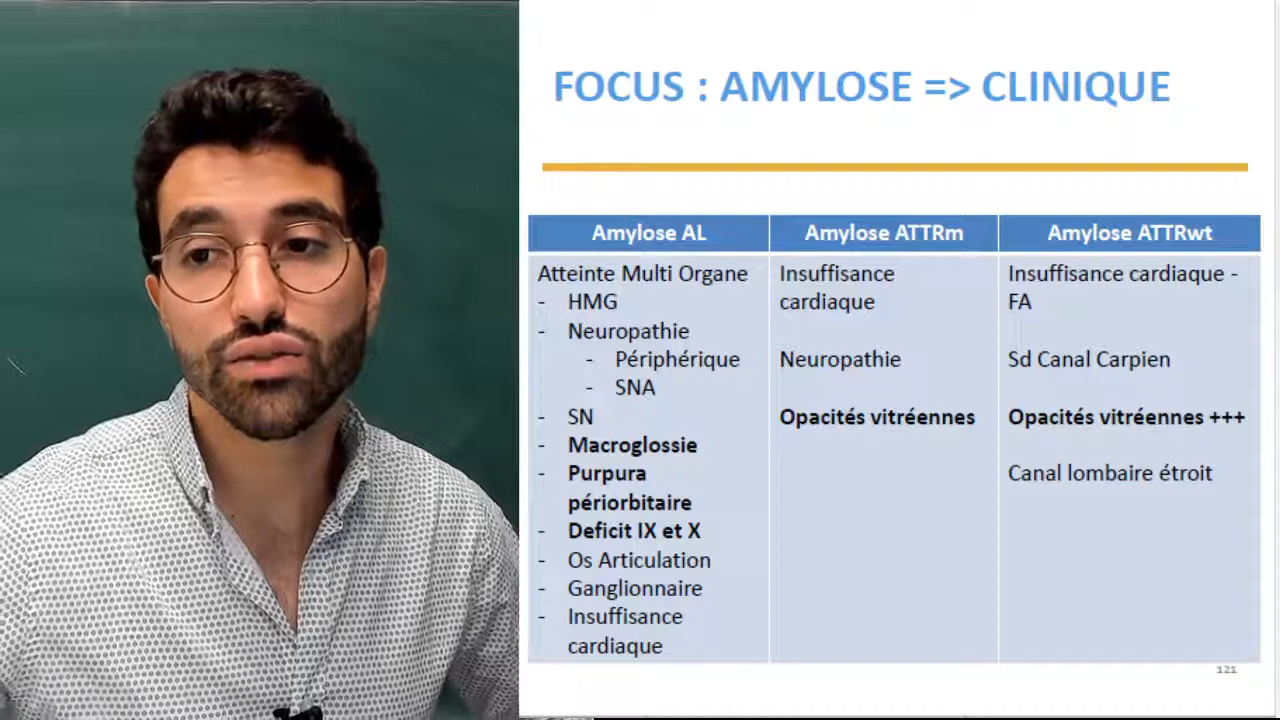 FOCUS : AMYLOSE => CLINIQUE
Amylose AL
Atteinte Multi Organe
- HMG
- Neuropathie
- Périphérique
- SNA
- SN
- Macroglossie
- Purpura
périorbitaire
- Deficit IX et X
- Os Articulation
- Ganglionnaire
- Insuffisance
cardiaque
Amylose ATTRm
Insuffisance
cardiaque
Neuropathie
Opacités vitréennes
Amylose ATTRwt
Insuffisance cardiaque -
FA
Sd Canal Carpien
Opacités vitréennes +++
Canal lombaire étroit
121